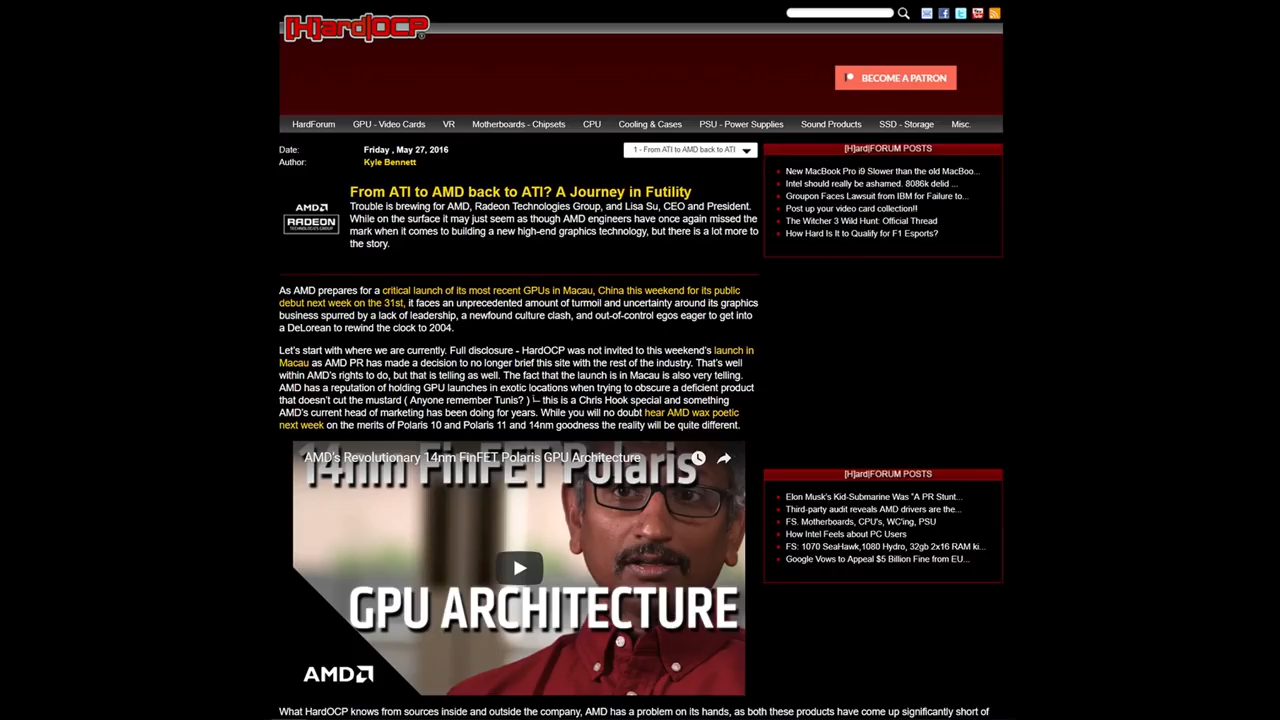 [H]ard|OCP
BECOME A PATRON
HardForum GPU - Video Cards VR Motherboards - Chipsets CPU Cooling & Cases PSU - Power Supplies Sound Products SSD - Storage Misc.
Date: Friday , May 27, 2016
Author: Kyle Bennett
1 - From ATI to AMD back to ATI
AMD
RADEON
TECHNOLOGIES GROUP
From ATI to AMD back to ATI? A Journey in Futility
Trouble is brewing for AMD, Radeon Technologies Group, and Lisa Su, CEO and President.
While on the surface it may just seem as though AMD engineers have once again missed the
mark when it comes to building a new high-end graphics technology, but there is a lot more to
the story.
As AMD prepares for a critical launch of its most recent GPUs in Macau, China this weekend for its public
debut next week on the 31st, it faces an unprecedented amount of turmoil and uncertainty around its graphics
business spurred by a lack of leadership, a newfound culture clash, and out-of-control egos eager to get into
a DeLorean to rewind the clock to 2004.
Let's start with where we are currently. Full disclosure - HardOCP was not invited to this weekend's launch in
Macau as AMD PR has made a decision to no longer brief this site with the rest of the industry. That's well
within AMD's rights to do, but that is telling as well. The fact that the launch is in Macau is also very telling.
AMD has a reputation of holding GPU launches in exotic locations when trying to obscure a deficient product
that doesn't cut the mustard ( Anyone remember Tunis? ) – this is a Chris Hook special and something
AMD's current head of marketing has been doing for years. While you will no doubt hear AMD wax poetic
next week on the merits of Polaris 10 and Polaris 11 and 14nm goodness the reality will be quite different.
AMD's Revolutionary 14nm FinFET Polaris GPU Architecture
14nm FinFET Polaris
GPU ARCHITECTURE
AMD
What HardOCP knows from sources inside and outside the company, AMD has a problem on its hands, as both these products have come up significantly short of
[H]ard|FORUM POSTS
New MacBook Pro i9 Slower than the old MacBoo...
Intel should really be ashamed. 8086k delid ...
Groupon Faces Lawsuit from IBM for Failure to...
Post up your video card collection!!
The Witcher 3 Wild Hunt: Official Thread
How Hard Is It to Qualify for F1 Esports?
[H]ard|FORUM POSTS
Elon Musk's Kid-Submarine Was "A PR Stunt...
Third-party audit reveals AMD drivers are the...
FS. Motherboards, CPU's, WC'ing, PSU
How Intel Feels about PC Users
FS: 1070 SeaHawk,1080 Hydro, 32gb 2x16 RAM ki...
Google Vows to Appeal $5 Billion Fine from EU...